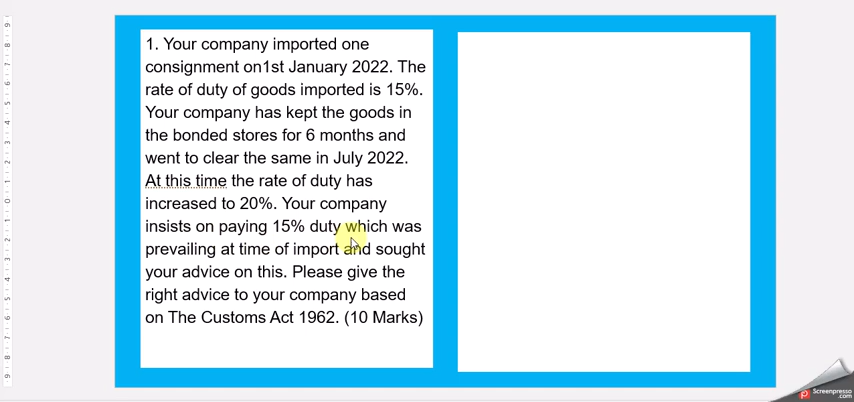 1. Your company imported one
consignment on1st January 2022. The
rate of duty of goods imported is 15%.
Your company has kept the goods in
the bonded stores for 6 months and
went to clear the same in July 2022.
At this time the rate of duty has
increased to 20%. Your company
insists on paying 15% duty which was
prevailing at time of import and sought
your advice on this. Please give the
right advice to your company based
on The Customs Act 1962. (10 Marks)
Screenpresso
.com